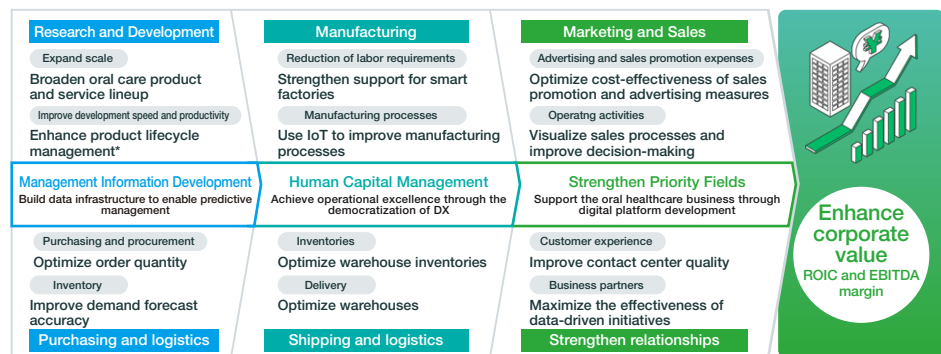 Research and Development
Expand scale
Broaden oral care product
and service lineup
Improve development speed and productivity
Enhance product lifecycle
management*
Manufacturing
Reduction of labor requirements
Strengthen support for smart
factories
Manufacturing processes
Use IoT to improve manufacturing
processes
Marketing and Sales
Advertising and sales promotion expenses
Optimize cost-effectiveness of sales
promotion and advertising measures
Operatng activities
Visualize sales processes and
improve decision-making
Management Information Development
Build data infrastructure to enable predictive
management
Human Capital Management
Achieve operational excellence through the
democratization of DX
Strengthen Priority Fields
Support the oral healthcare business through
digital platform development
Purchasing and procurement
Optimize order quantity
Inventory
Improve demand forecast
accuracy
Purchasing and logistics
Inventories
Optimize warehouse inventories
Delivery
Optimize warehouses
Shipping and logistics
Customer experience
Improve contact center quality
Business partners
Maximize the effectiveness of
data-driven initiatives
Strengthen relationships
¥
Enhance
corporate
value
ROIC and EBITDA
margin